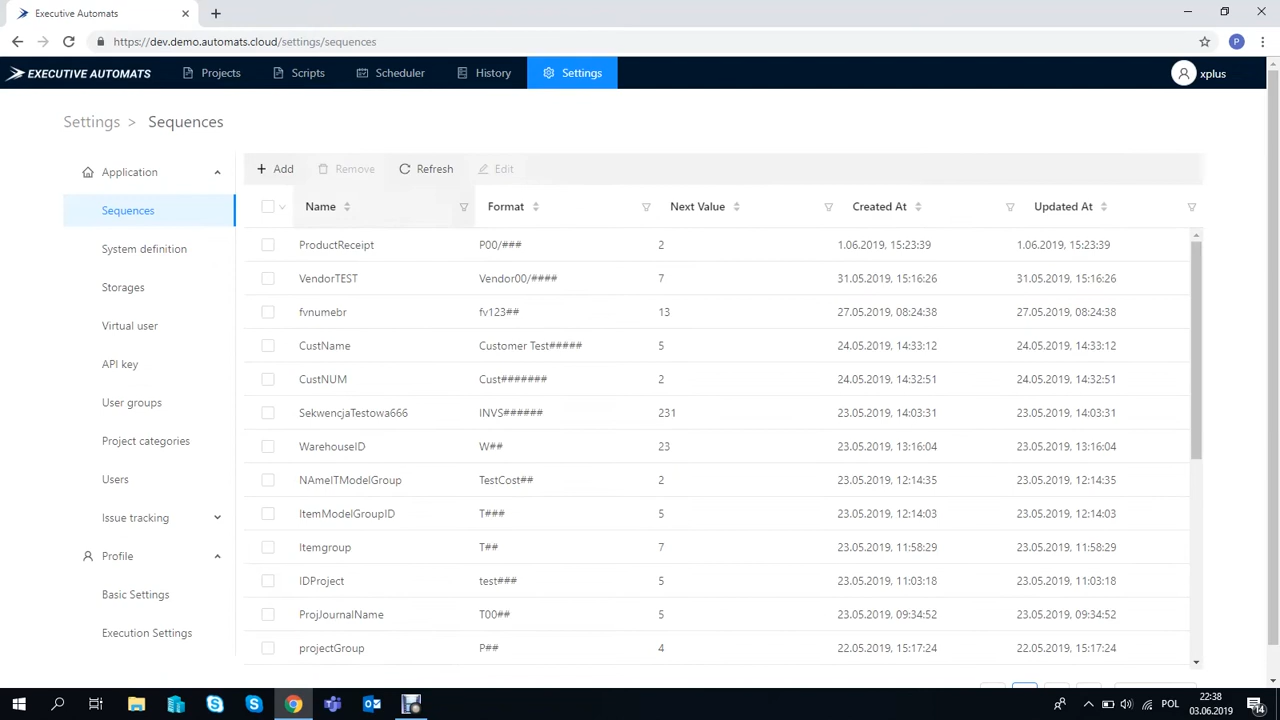 Executive Automats
https://dev.demo.automats.cloud/settings/sequences
P
EXECUTIVE AUTOMATS Projects Scripts Scheduler History Settings xplus
Settings > Sequences
Application
Sequences
System definition
Storages
Virtual user
API key
User groups
Project categories
Users
Issue tracking
Profile
Basic Settings
Execution Settings
Add Remove Refresh Edit
Name Format Next Value Created At Updated At
ProductReceipt P00/### 2 1.06.2019, 15:23:39 1.06.2019, 15:23:39
VendorTEST Vendor00/#### 7 31.05.2019, 15:16:26 31.05.2019, 15:16:26
fvnumebr fv123## 13 27.05.2019, 08:24:38 27.05.2019, 08:24:38
CustName Customer Test##### 5 24.05.2019, 14:33:12 24.05.2019, 14:33:12
CustNUM Cust####### 2 24.05.2019, 14:32:51 24.05.2019, 14:32:51
SekwencjaTestowa666 INVS###### 231 23.05.2019, 14:03:31 23.05.2019, 14:03:31
WarehouseID W## 23 23.05.2019, 13:16:04 23.05.2019, 13:16:04
NAmeITModelGroup TestCost## 2 23.05.2019, 12:14:35 23.05.2019, 12:14:35
ItemModelGroupID T### 5 23.05.2019, 12:14:03 23.05.2019, 12:14:03
Itemgroup T## 7 23.05.2019, 11:58:29 23.05.2019, 11:58:29
IDProject test### 5 23.05.2019, 11:03:18 23.05.2019, 11:03:18
ProjJournalName T00## 5 23.05.2019, 09:34:52 23.05.2019, 09:34:52
projectGroup P## 4 22.05.2019, 15:17:24 22.05.2019, 15:17:24
POL
22:38
03.06.2019
14